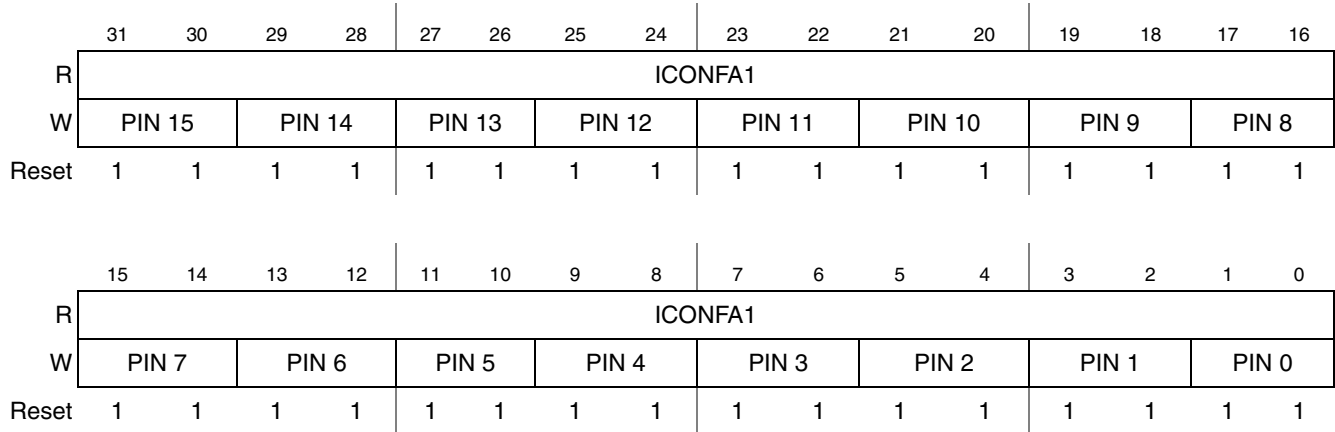 31 30 29 28 27 26 25 24 23 22 21 20 19 18 17 16
R ICONFA1
W PIN 15 PIN 14 PIN 13 PIN 12 PIN 11 PIN 10 PIN 9 PIN 8
Reset 1 1 1 1 1 1 1 1 1 1 1 1 1 1 1 1
15 14 13 12 11 10 9 8 7 6 5 4 3 2 1 0
R ICONFA1
W PIN 7 PIN 6 PIN 5 PIN 4 PIN 3 PIN 2 PIN 1 PIN 0
Reset 1 1 1 1 1 1 1 1 1 1 1 1 1 1 1 1